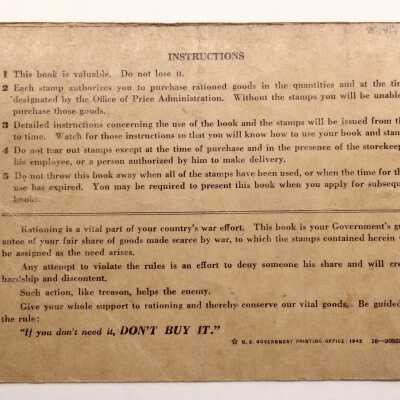 INSTRUCTIONS
1 This book is valuable. Do not lose it.
2 Each stamp authorizes you to purchase rationed goods in the quantities and at the tim
designated by the Office of Price Administration. Without the stamps you will be unable
purchase those goods.
3 Detailed instructions concerning the use of the book and the stamps will be issued from ti
to time. Watch for those instructions so that you will know how to use your book and stam
4 Do not tear out stamps except at the time of purchase and in the presence of the storekeep
his employee, or a person authorized by him to make delivery.
5 Do not throw this book away when all of the stamps have been used, or when the time for th
use has expired. You may be required to present this book when you apply for subsequ
books.
Rationing is a vital part of your country's war effort. This book is your Government's gu
antee of your fair share of goods made scarce by war, to which the stamps contained herein w
be assigned as the need arises.
Any attempt to violate the rules is an effort to deny someone his share and will crea
hardship and discontent.
Such action, like treason, helps the enemy.
Give your whole support to rationing and thereby conserve our vital goods. Be guided
the rule:
"If you don't need it, DON'T BUY IT."
☆ U. S. GOVERNMENT PRINTING OFFICE : 1942